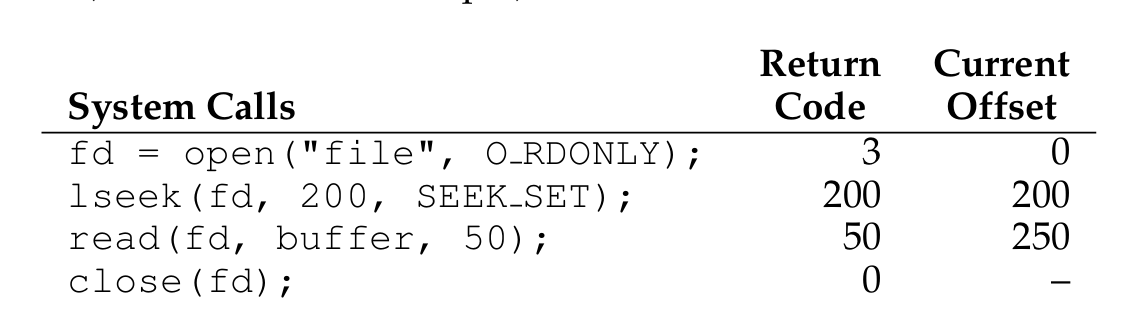 Return Current
System Calls Code Offset
fd = open("file", O_RDONLY); 3 0
lseek(fd, 200, SEEK_SET); 200 200
read(fd, buffer, 50); 50 250
close(fd); 0 –